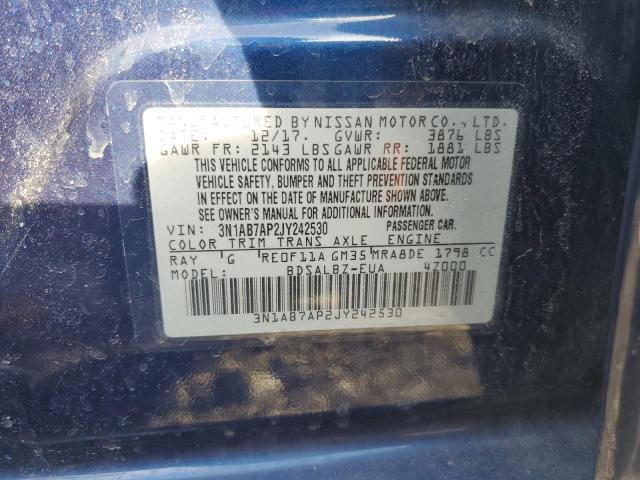 MANUFACTURED BY NISSAN MOTOR CO., LTD.
DATE: 12/17. GVWR: 3876 LBS
GAWR FR: 2143 LBS GAWR RR: 1881 LBS
THIS VEHICLE CONFORMS TO ALL APPLICABLE FEDERAL MOTOR
VEHICLE SAFETY, BUMPER AND THEFT PREVENTION STANDARDS
IN EFFECT ON THE DATE OF MANUFACTURE SHOWN ABOVE.
SEE OWNER'S MANUAL FOR ADDITIONAL INFORMATION.
VIN: 3N1AB7AP2JY242530 PASSENGER CAR.
COLOR TRIM TRANS AXLE ENGINE
RAY G RE0F11A GM35 MRA8DE 1798 CC
MODEL: BDSALBZ-EUA 4Z000
3N1AB7AP2JY242530